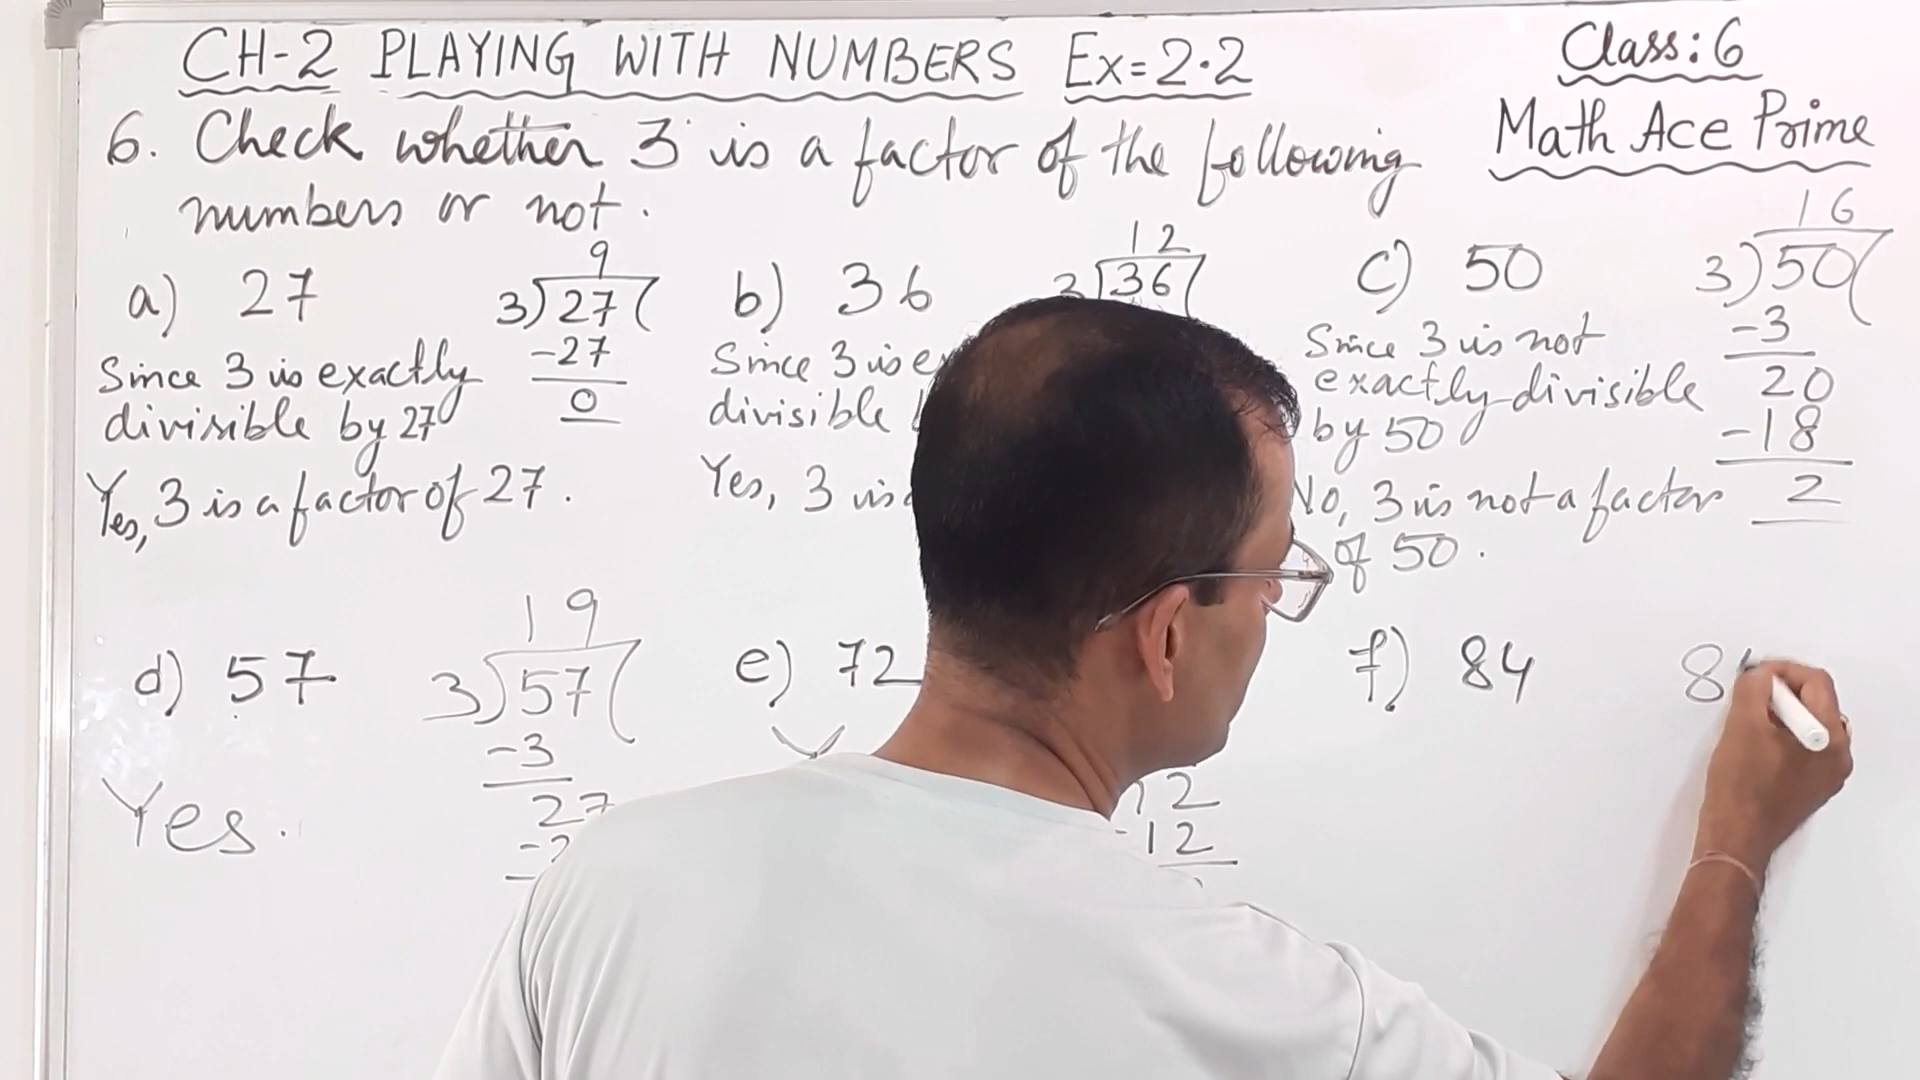 CH-2 PLAYING WITH NUMBERS Ex=2.2
Class: 6
Math Ace Prime
6. Check whether 3 is a factor of the following
numbers or not.
a) 27
9
3)27(
-27
0
Since 3 is exactly
divisible by 27
Yes, 3 is a factor of 27.
b) 36
12
3)36(
Since 3 is
divisible
Yes, 3 is
c) 50
16
3)50(
-3
20
-18
2
Since 3 is not
exactly divisible
by 50
No, 3 is not a factor
of 50.
d) 57
19
3)57(
-3
27
Yes.
e) 72
12
-12
f) 84
8